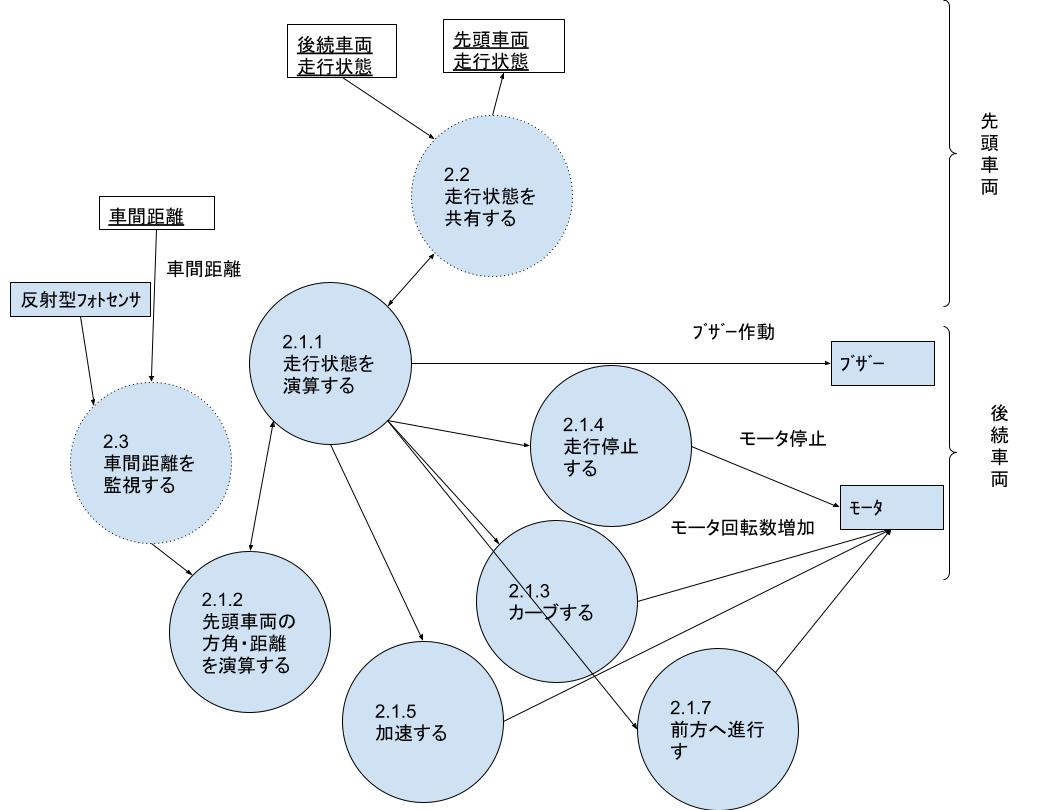 後続車両
走行状態
先頭車両
走行状態
先
頭
車
両
2.2
走行状態を
共有する
車間距離
車間距離
反射型ﾌｫﾄｾﾝｻ
2.1.1
走行状態を
演算する
ﾌﾞｻﾞｰ作動
ﾌﾞｻﾞｰ
後
続
車
両
2.3
車間距離を
監視する
2.1.4
走行停止
する
モータ停止
ﾓｰﾀ
モータ回転数増加
2.1.2
先頭車両の
方角・距離
を演算する
2.1.3
カーブする
2.1.5
加速する
2.1.7
前方へ進行
す